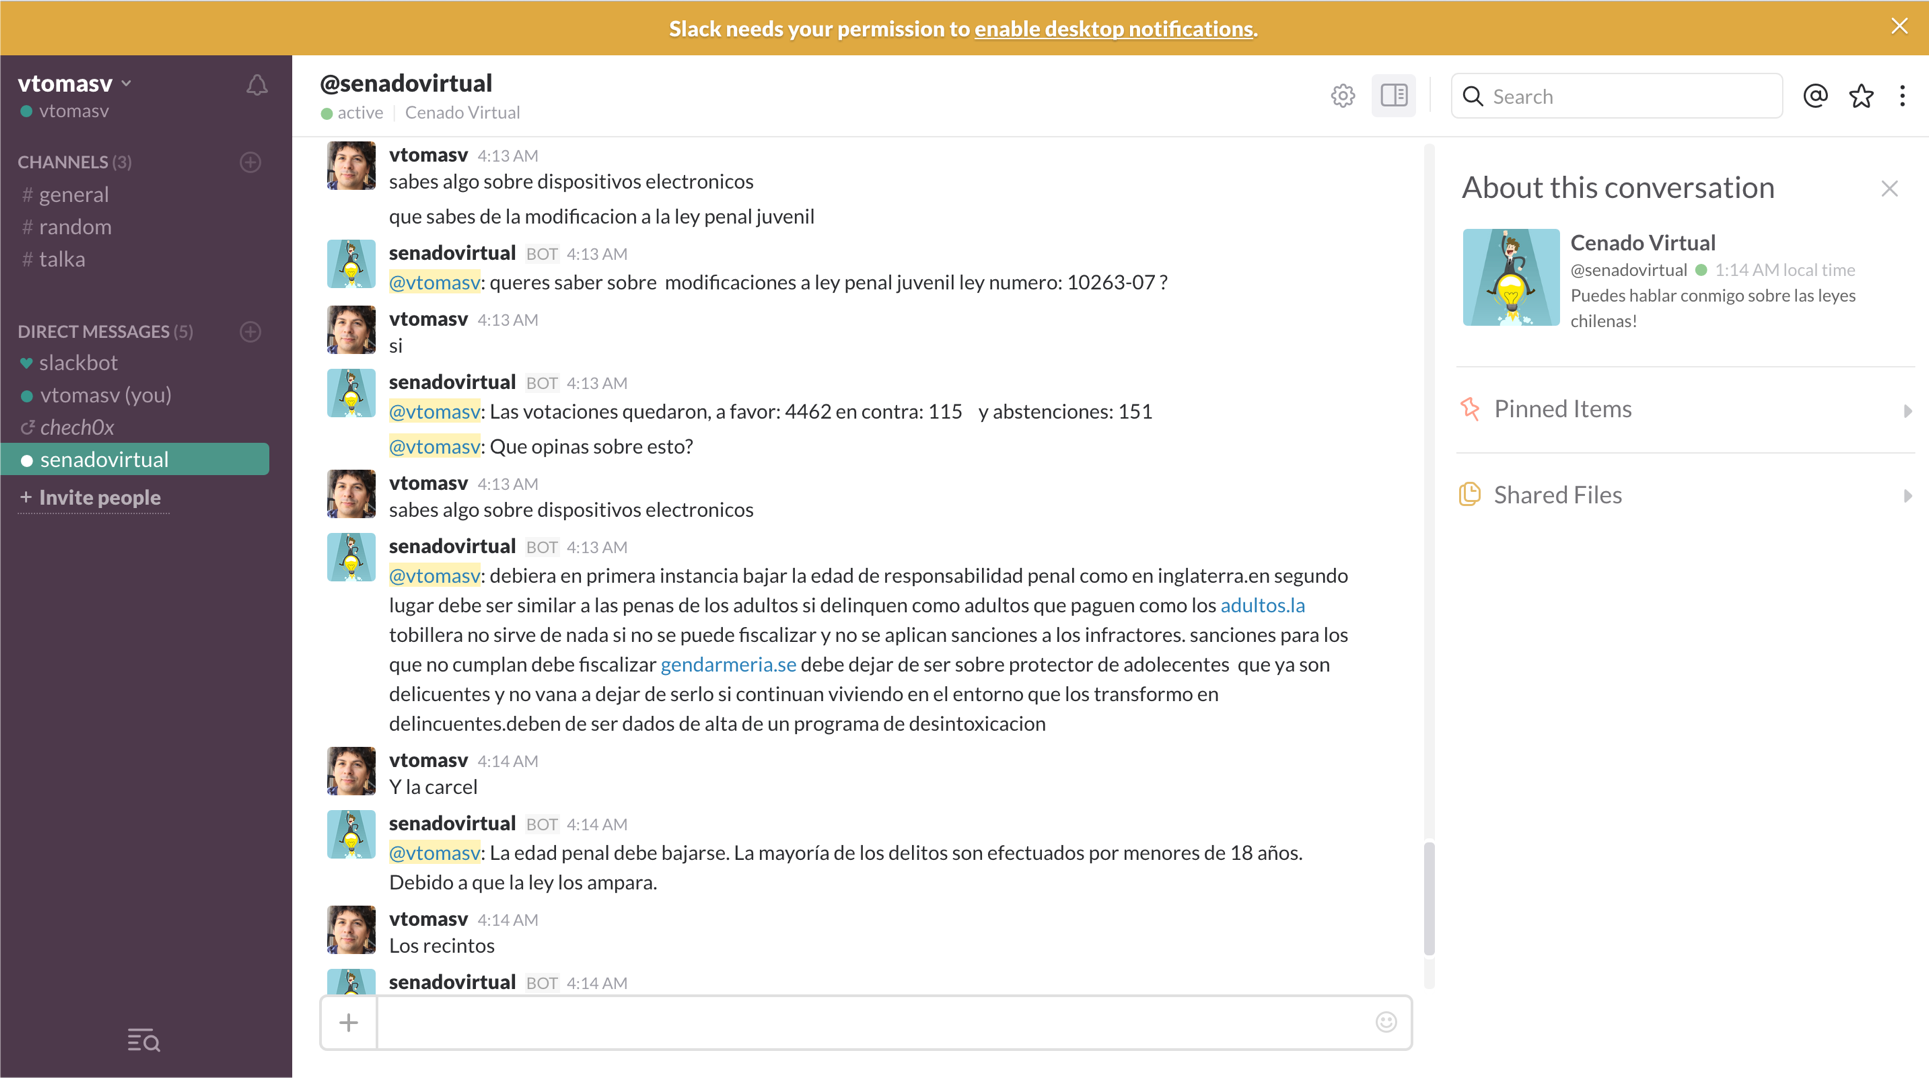 Slack needs your permission to enable desktop notifications.
vtomasv
vtomasv
CHANNELS (3)
# general
# random
# talka
DIRECT MESSAGES (5)
slackbot
vtomasv (you)
chech0x
senadovirtual
+ Invite people
@senadovirtual
active | Cenado Virtual
Search
vtomasv 4:13 AM
sabes algo sobre dispositivos electronicos
que sabes de la modificacion a la ley penal juvenil
senadovirtual BOT 4:13 AM
@vtomasv: queres saber sobre modificaciones a ley penal juvenil ley numero: 10263-07 ?
vtomasv 4:13 AM
si
senadovirtual BOT 4:13 AM
@vtomasv: Las votaciones quedaron, a favor: 4462 en contra: 115 y abstenciones: 151
@vtomasv: Que opinas sobre esto?
vtomasv 4:13 AM
sabes algo sobre dispositivos electronicos
senadovirtual BOT 4:13 AM
@vtomasv: debiera en primera instancia bajar la edad de responsabilidad penal como en inglaterra.en segundo
lugar debe ser similar a las penas de los adultos si delinquen como adultos que paguen como los adultos.la
tobillera no sirve de nada si no se puede fiscalizar y no se aplican sanciones a los infractores. sanciones para los
que no cumplan debe fiscalizar gendarmeria.se debe dejar de ser sobre protector de adolecentes que ya son
delicuentes y no vana a dejar de serlo si continuan viviendo en el entorno que los transformo en
delincuentes.deben de ser dados de alta de un programa de desintoxicacion
vtomasv 4:14 AM
Y la carcel
senadovirtual BOT 4:14 AM
@vtomasv: La edad penal debe bajarse. La mayoría de los delitos son efectuados por menores de 18 años.
Debido a que la ley los ampara.
vtomasv 4:14 AM
Los recintos
senadovirtual BOT 4:14 AM
About this conversation
Cenado Virtual
@senadovirtual 1:14 AM local time
Puedes hablar conmigo sobre las leyes
chilenas!
Pinned Items
Shared Files